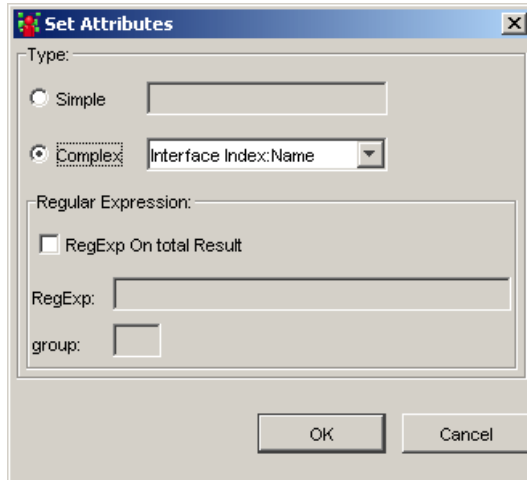 Set Attributes
Type:
Simple
Complex Interface Index:Name
Regular Expression:
RegExp On total Result
RegExp:
group:
OK Cancel